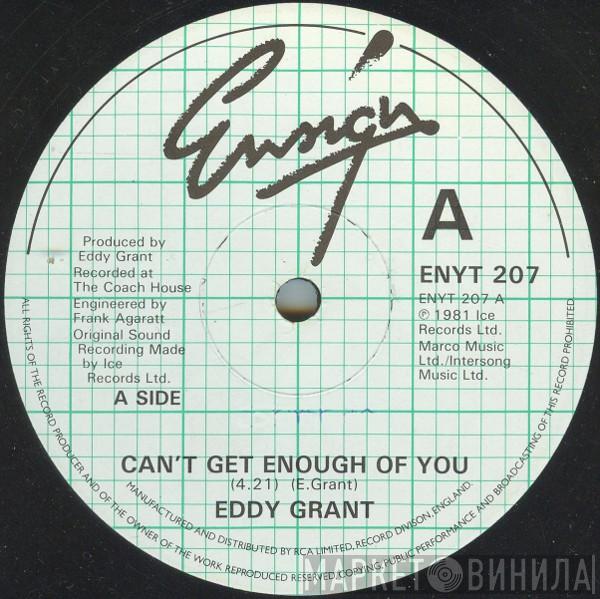 Ensign
A
ENYT 207
ENYT 207 A
℗ 1981 Ice
Records Ltd.
Marco Music
Ltd./Intersong
Music Ltd.
Produced by
Eddy Grant
Recorded at
The Coach House
Engineered by
Frank Agaratt
Original Sound
Recording Made
by Ice
Records Ltd.
A SIDE
CAN'T GET ENOUGH OF YOU
(4.21) (E.Grant)
EDDY GRANT
MANUFACTURED AND DISTRIBUTED BY RCA LIMITED, RECORD DIVISON, ENGLAND.
ALL RIGHTS OF THE RECORD PRODUCER AND OF THE OWNER OF THE WORK REPRODUCED RESERVED, COPYING, PUBLIC PERFORMANCE AND BROADCASTING OF THIS RECORD PROHIBITED
МАРКЕТ ВИНИЛА